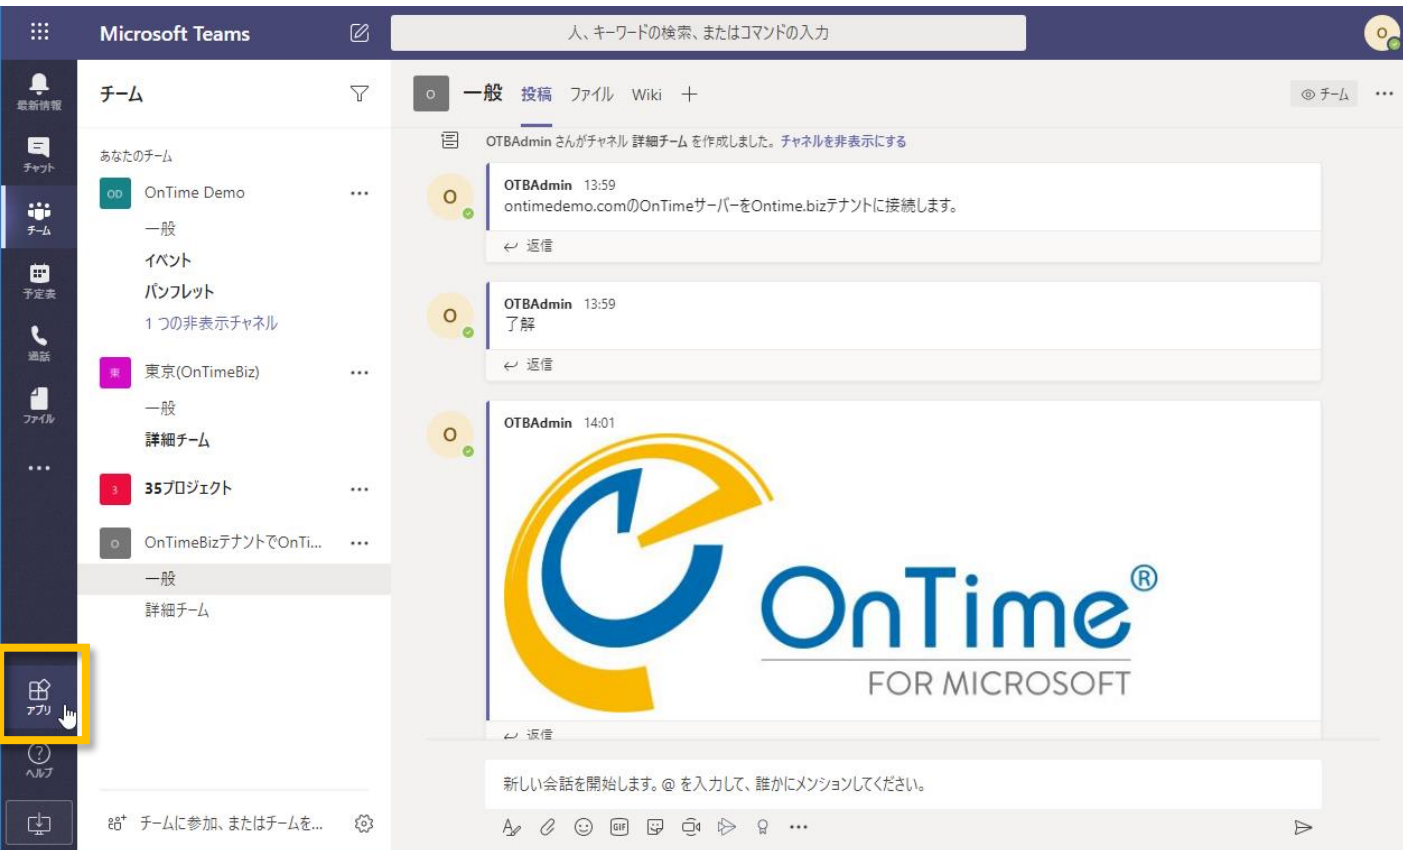 Microsoft Teams
人、キーワードの検索、またはコマンドの入力
O
最新情報
チャット
チーム
予定表
通話
ファイル
アプリ
ヘルプ
チーム
あなたのチーム
OD OnTime Demo
一般
イベント
パンフレット
1 つの非表示チャネル
東 東京(OnTimeBiz)
一般
詳細チーム
3 35プロジェクト
O OnTimeBizテナントでOnTi...
一般
詳細チーム
チームに参加、またはチームを...
O 一般 投稿 ファイル Wiki
チーム
OTBAdmin さんがチャネル 詳細チーム を作成しました。 チャネルを非表示にする
O
OTBAdmin 13:59
ontimedemo.comのOnTimeサーバーをOntime.bizテナントに接続します。
返信
O
OTBAdmin 13:59
了解
返信
O
OTBAdmin 14:01
OnTime®
FOR MICROSOFT
返信
新しい会話を開始します。@ を入力して、誰かにメンションしてください。
GIF